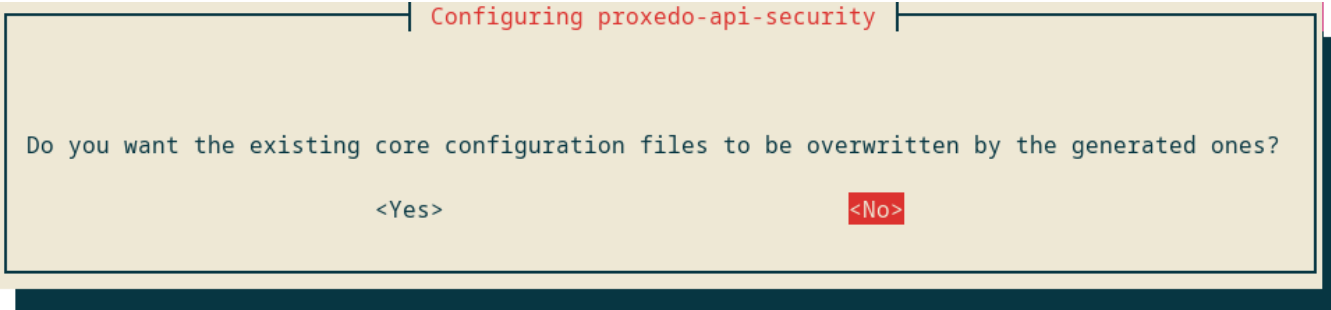 Configuring proxedo-api-security
Do you want the existing core configuration files to be overwritten by the generated ones?
<Yes> <No>